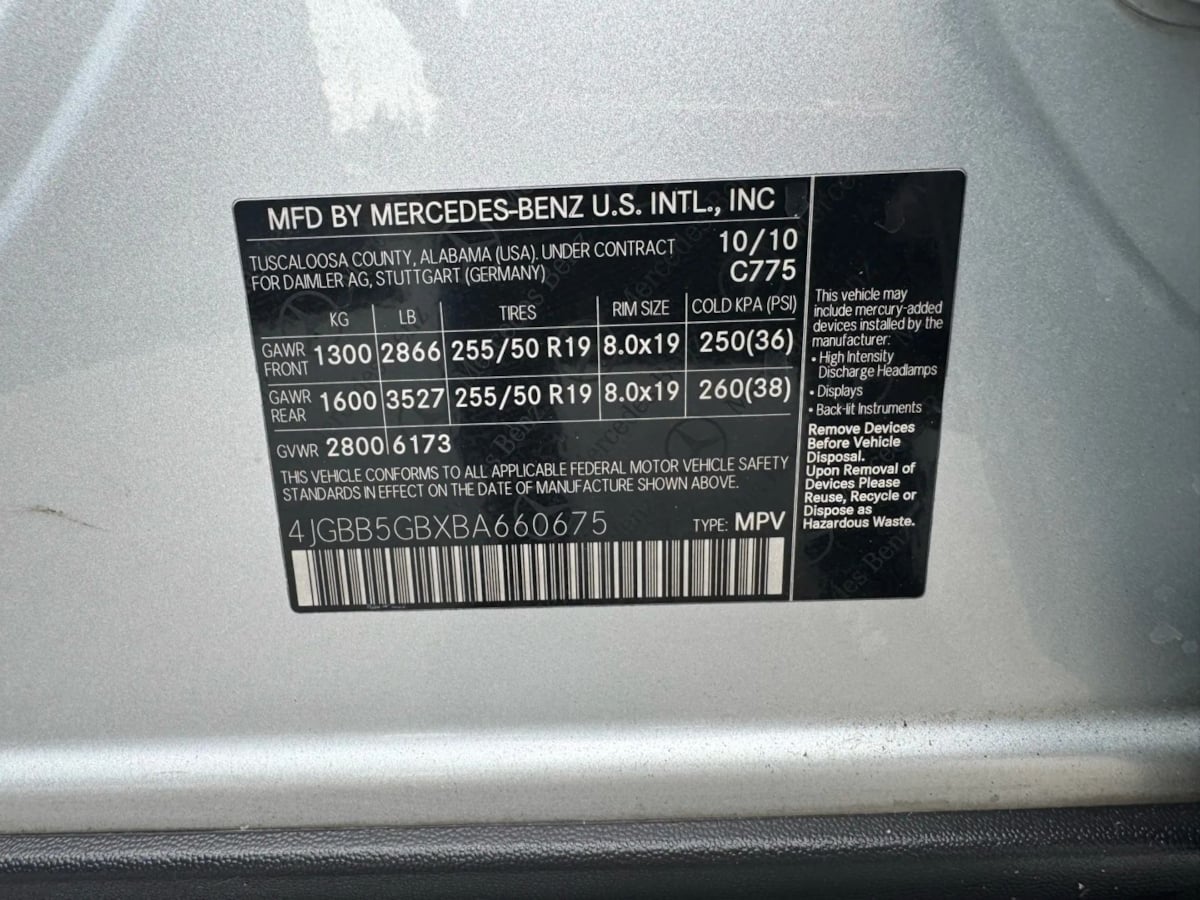 MFD BY MERCEDES-BENZ U.S. INTL., INC
TUSCALOOSA COUNTY, ALABAMA (USA). UNDER CONTRACT
FOR DAIMLER AG, STUTTGART (GERMANY)
10/10
C775
KG LB TIRES RIM SIZE COLD KPA (PSI)
GAWR FRONT 1300 2866 255/50 R19 8.0x19 250(36)
GAWR REAR 1600 3527 255/50 R19 8.0x19 260(38)
GVWR 2800 6173
THIS VEHICLE CONFORMS TO ALL APPLICABLE FEDERAL MOTOR VEHICLE SAFETY
STANDARDS IN EFFECT ON THE DATE OF MANUFACTURE SHOWN ABOVE.
4JGBB5GBXBA660675 TYPE: MPV
This vehicle may
include mercury-added
devices installed by the
manufacturer:
• High Intensity
Discharge Headlamps
• Displays
• Back-lit Instruments
Remove Devices
Before Vehicle
Disposal.
Upon Removal of
Devices Please
Reuse, Recycle or
Dispose as
Hazardous Waste.